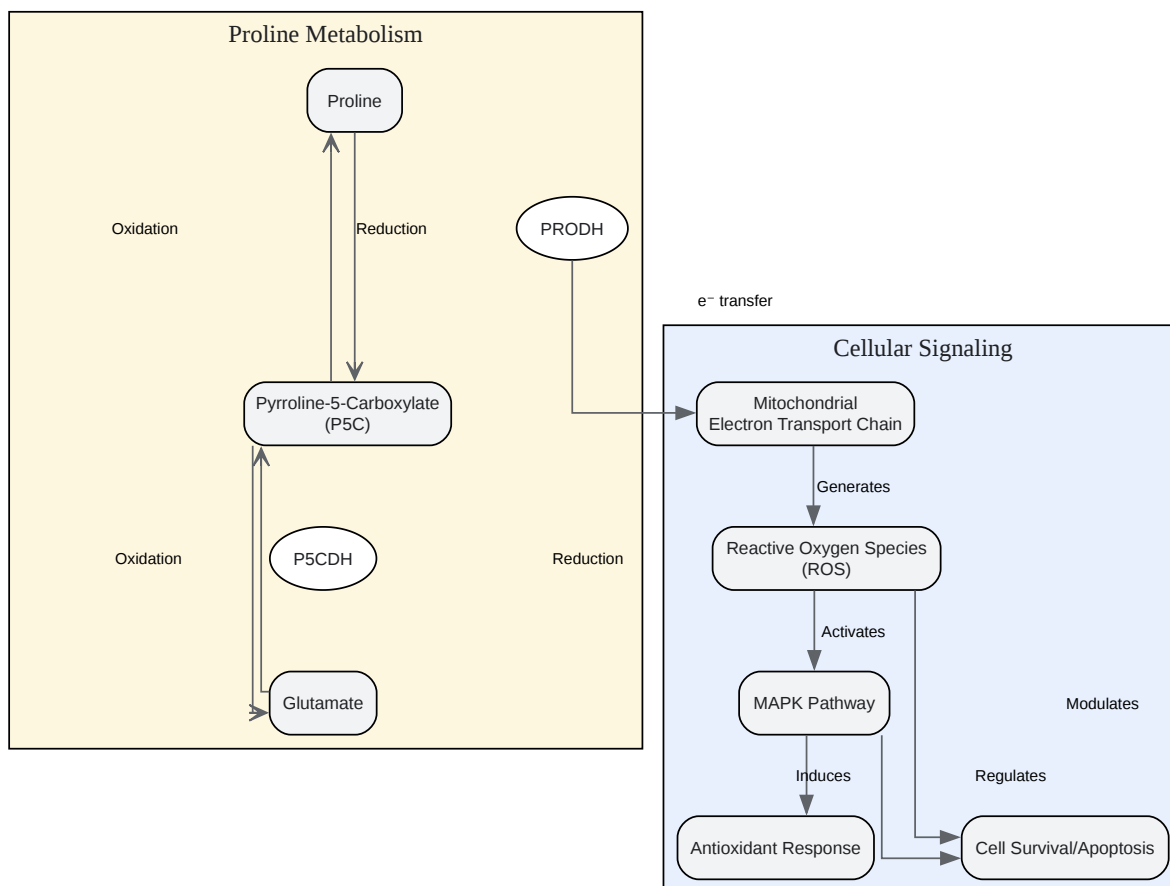 Proline Metabolism
Proline
Oxidation
Reduction
PRODH
e⁻ transfer
Cellular Signaling
Pyrroline-5-Carboxylate
(P5C)
Mitochondrial
Electron Transport Chain
Generates
Oxidation
P5CDH
Reduction
Reactive Oxygen Species
(ROS)
Activates
Glutamate
MAPK Pathway
Modulates
Induces
Regulates
Antioxidant Response
Cell Survival/Apoptosis